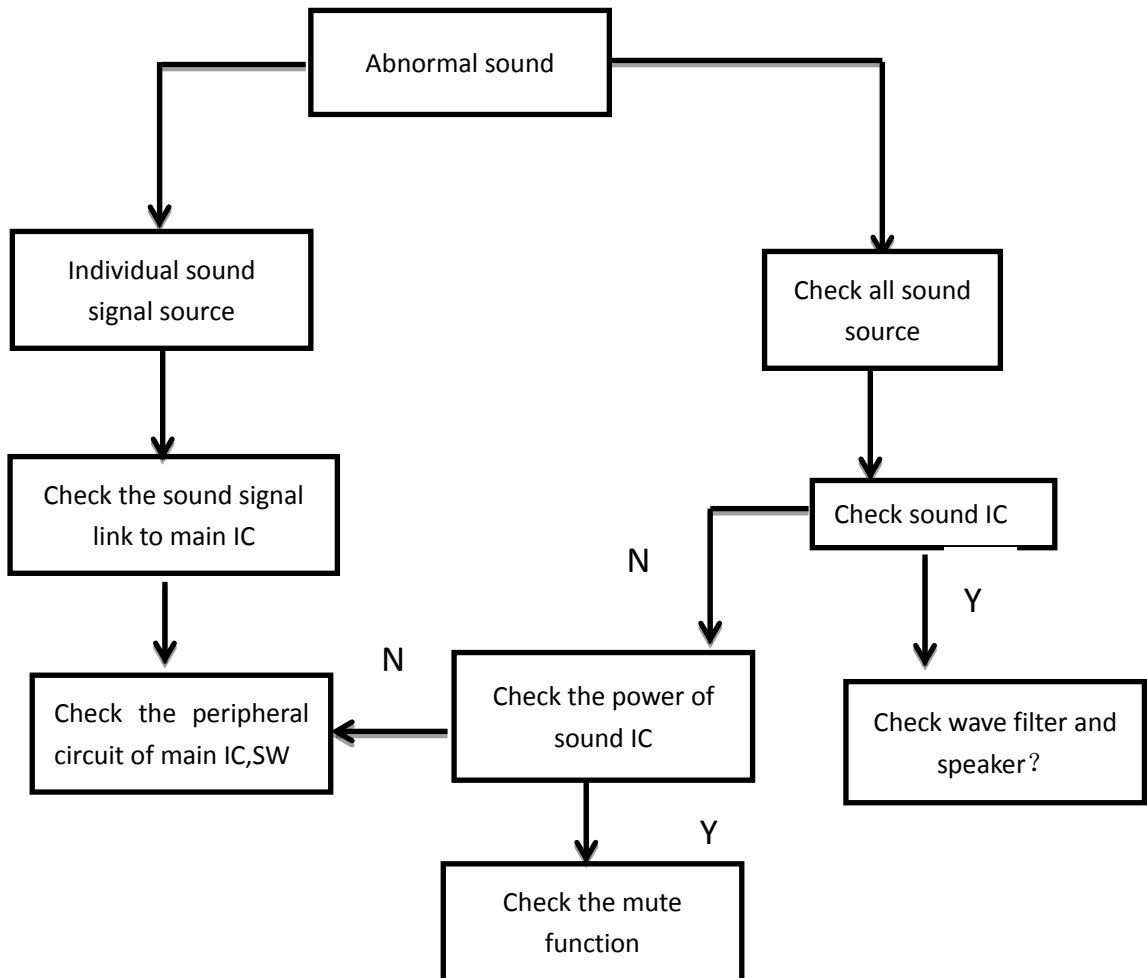 Abnormal sound
Individual sound
signal source
Check all sound
source
Check the sound signal
link to main IC
Check sound IC
N
Y
N
Check the peripheral
circuit of main IC,SW
Check the power of
sound IC
Check wave filter and
speaker？
Y
Check the mute
function